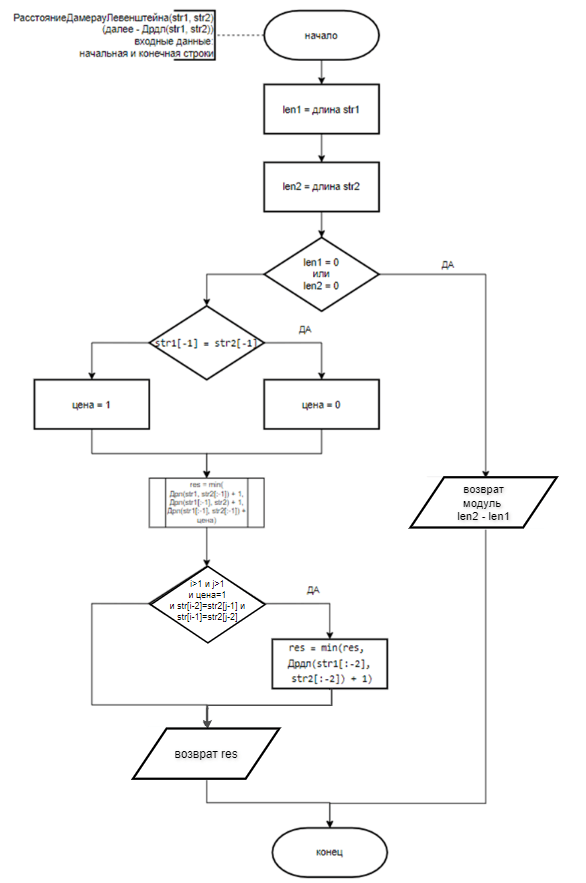 РасстояниеДамерауЛевенштейна(str1, str2)
(далее - Дрдл(str1, str2))
входные данные:
начальная и конечная строки
начало
len1 = длина str1
len2 = длина str2
len1 = 0
или
len2 = 0
ДА
str1[-1] = str2[-1]
ДА
цена = 1
цена = 0
res = min(
Дрл(str1, str2[:-1]) + 1,
Дрл(str1[:-1], str2) + 1,
Дрл(str1[:-1], str2[:-1]) +
цена)
возврат
модуль
len2 - len1
i>1 и j>1
и цена=1
и str[i-2]=str2[j-1] и
str[i-1]=str2[j-2]
ДА
res = min(res,
Дрдл(str1[:-2],
str2[:-2]) + 1)
возврат res
конец